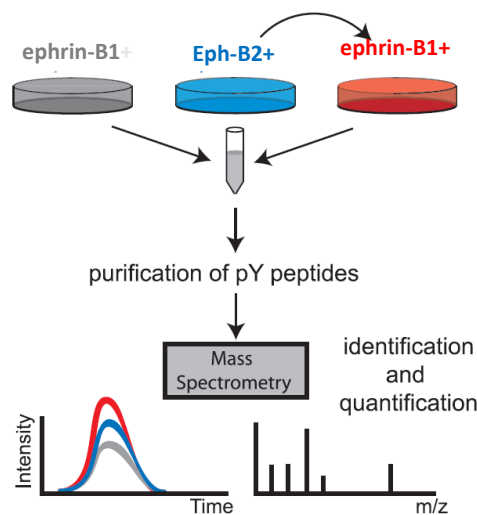 ephrin-B1+ Eph-B2+ ephrin-B1+
purification of pY peptides
Mass
Spectrometry
identification
and
quantification
Intensity
Time
m/z